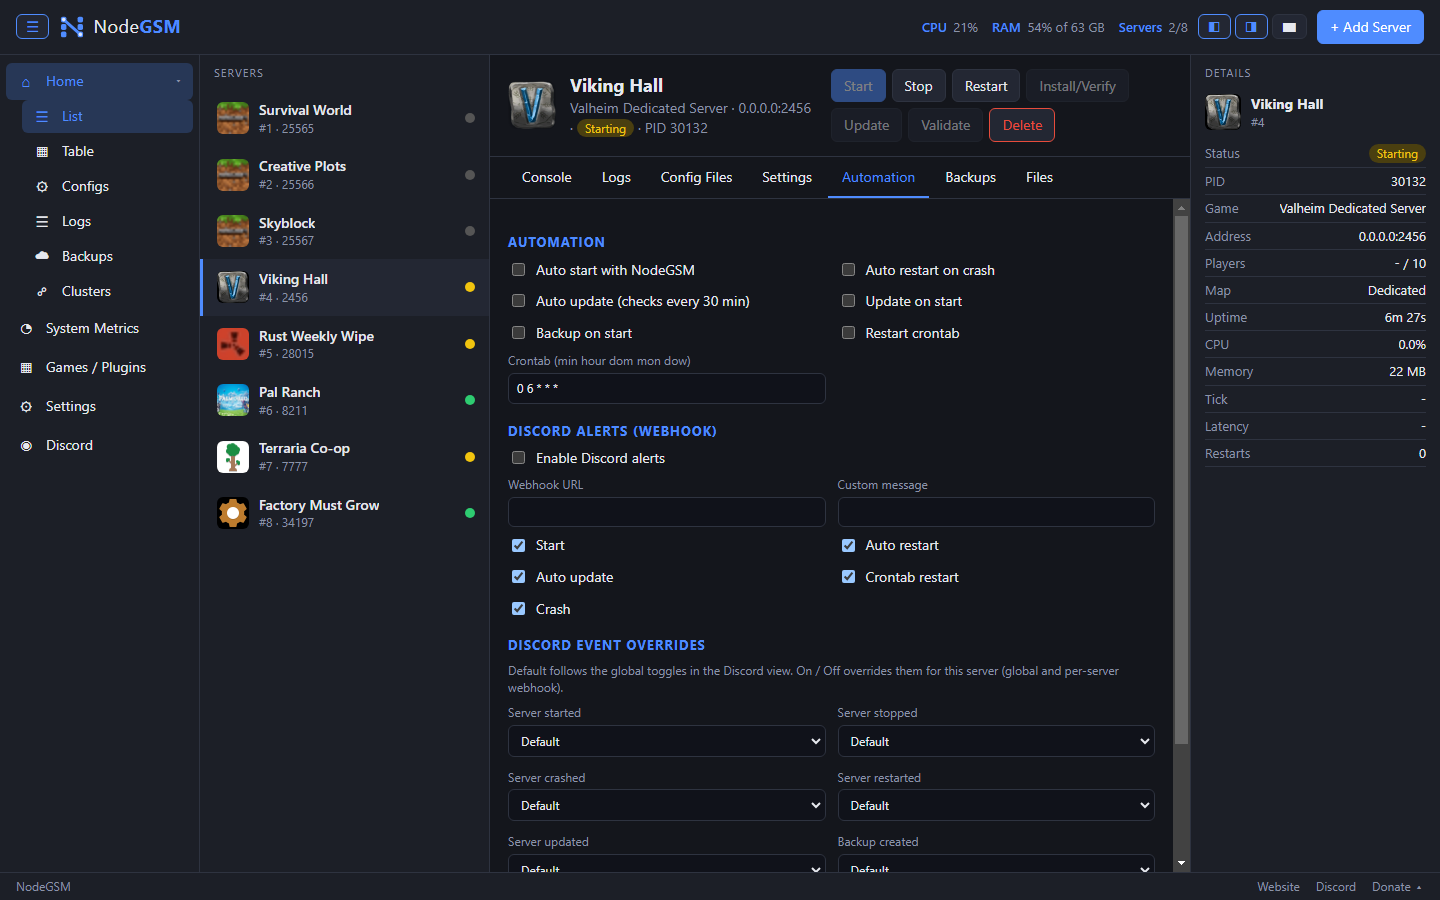 NodeGSM
CPU 21% RAM 54% of 63 GB Servers 2/8
+ Add Server
Home
List
Table
Configs
Logs
Backups
Clusters
System Metrics
Games / Plugins
Settings
Discord
SERVERS
Survival World
#1 · 25565
Creative Plots
#2 · 25566
Skyblock
#3 · 25567
Viking Hall
#4 · 2456
Rust Weekly Wipe
#5 · 28015
Pal Ranch
#6 · 8211
Terraria Co-op
#7 · 7777
Factory Must Grow
#8 · 34197
Viking Hall
Valheim Dedicated Server · 0.0.0.0:2456
· Starting · PID 30132
Start Stop Restart Install/Verify
Update Validate Delete
Console Logs Config Files Settings Automation Backups Files
AUTOMATION
Auto start with NodeGSM
Auto restart on crash
Auto update (checks every 30 min)
Update on start
Backup on start
Restart crontab
Crontab (min hour dom mon dow)
0 6 * * *
DISCORD ALERTS (WEBHOOK)
Enable Discord alerts
Webhook URL
Custom message
Start
Auto restart
Auto update
Crontab restart
Crash
DISCORD EVENT OVERRIDES
Default follows the global toggles in the Discord view. On / Off overrides them for this server (global and per-server
webhook).
Server started
Server stopped
Default
Default
Server crashed
Server restarted
Default
Default
Server updated
Backup created
Default
Default
DETAILS
Viking Hall
#4
Status Starting
PID 30132
Game Valheim Dedicated Server
Address 0.0.0.0:2456
Players - / 10
Map Dedicated
Uptime 6m 27s
CPU 0.0%
Memory 22 MB
Tick -
Latency -
Restarts 0
NodeGSM
Website Discord Donate